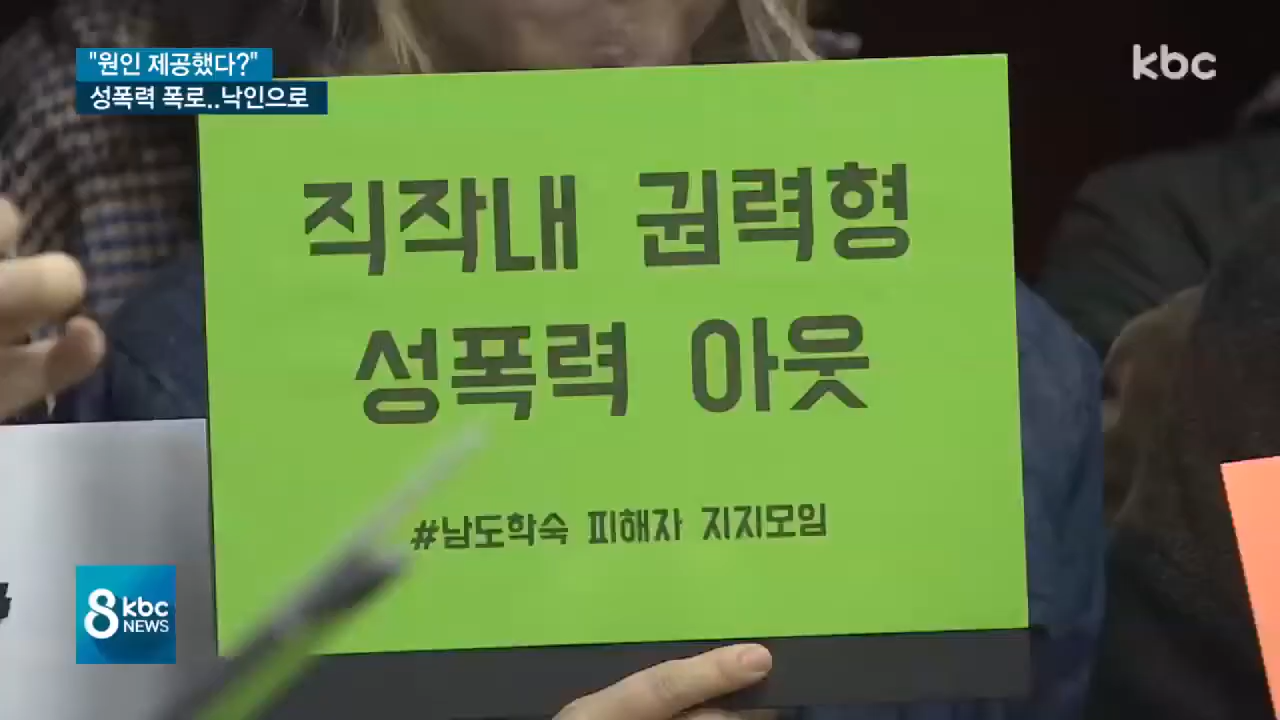 "원인 제공했다?"
성폭력 폭로..낙인으로
kbc
직작내 권력형
성폭력 아웃
#남도학숙 피해자 지지모임
8 kbc
NEWS